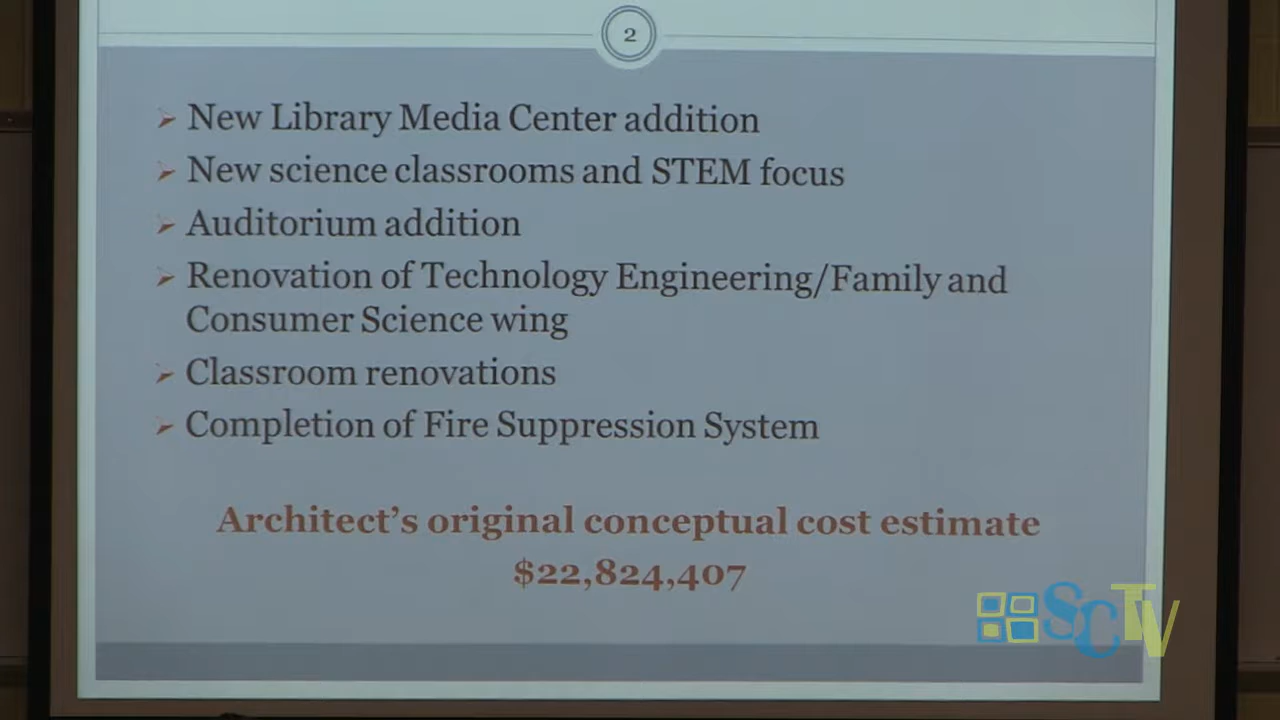 2
➢ New Library Media Center addition
➢ New science classrooms and STEM focus
➢ Auditorium addition
➢ Renovation of Technology Engineering/Family and
Consumer Science wing
➢ Classroom renovations
➢ Completion of Fire Suppression System
Architect's original conceptual cost estimate
$22,824,407
SCTV